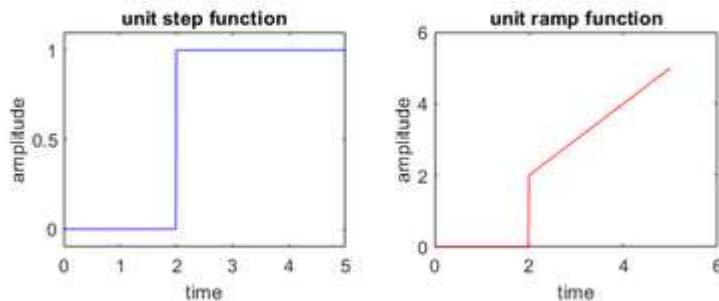 unit step function
1
0.5
0
amplitude
0 1 2 3 4 5
time
unit ramp function
6
4
2
0
amplitude
0 2 4 6
time